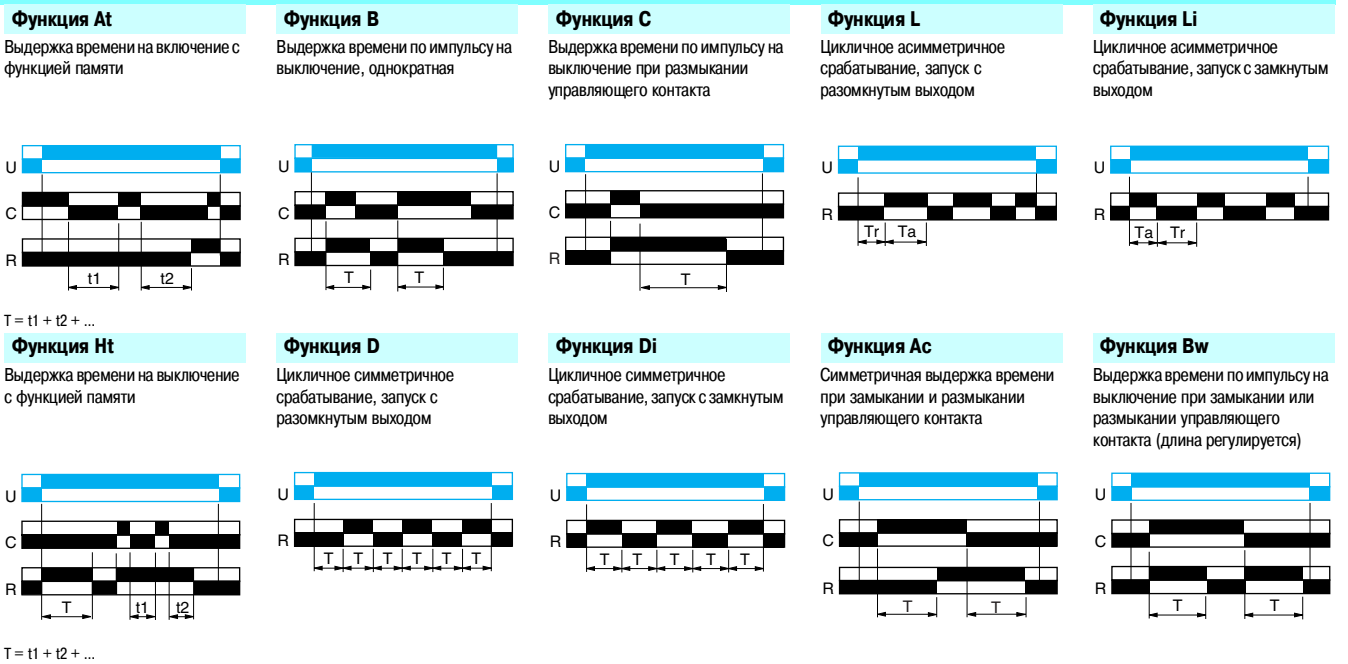 Функция At
Выдержка времени на включение с
функцией памяти
U
C
R
t1 t2
T = t1 + t2 + ...
Функция B
Выдержка времени по импульсу на
выключение, однократная
U
C
R
T T
Функция C
Выдержка времени по импульсу на
выключение при размыкании
управляющего контакта
U
C
R
T
Функция L
Цикличное асимметричное
срабатывание, запуск с
разомкнутым выходом
U
R
Tr Ta
Функция Li
Цикличное асимметричное
срабатывание, запуск с замкнутым
выходом
U
R
Ta Tr
Функция Ht
Выдержка времени на выключение
с функцией памяти
U
C
R
T t1 t2
T = t1 + t2 + ...
Функция D
Цикличное симметричное
срабатывание, запуск с
разомкнутым выходом
U
R
T T T T T T
Функция Di
Цикличное симметричное
срабатывание, запуск с замкнутым
выходом
U
R
T T T T T
Функция Ac
Симметричная выдержка времени
при замыкании и размыкании
управляющего контакта
U
C
R
T T
Функция Bw
Выдержка времени по импульсу на
выключение при замыкании или
размыкании управляющего
контакта (длина регулируется)
U
C
R
T T